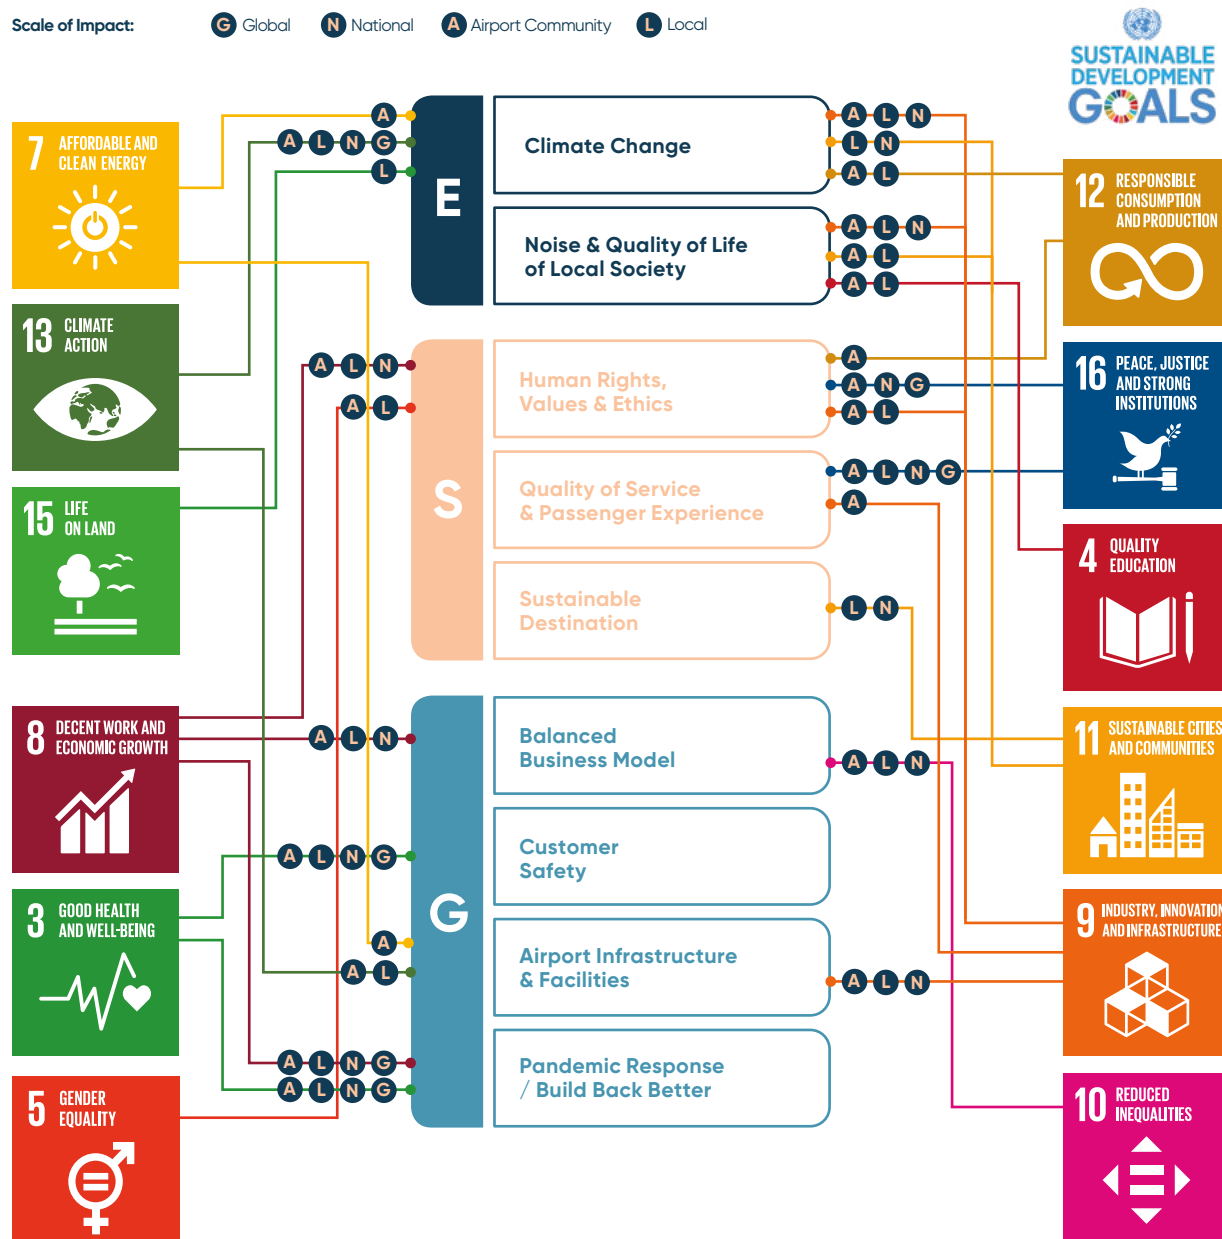 Scale of Impact: G Global N National A Airport Community L Local
SUSTAINABLE
DEVELOPMENT
GOALS
7 AFFORDABLE AND
CLEAN ENERGY
13 CLIMATE
ACTION
15 LIFE
ON LAND
8 DECENT WORK AND
ECONOMIC GROWTH
3 GOOD HEALTH
AND WELL-BEING
5 GENDER
EQUALITY
A
A L N G
L
E
Climate Change
A L N
L N
A L
Noise & Quality of Life
of Local Society
A L N
A L
A L
A L N
A L
S
Human Rights,
Values & Ethics
A
A N G
A L
Quality of Service
& Passenger Experience
A L N G
A
Sustainable
Destination
L N
A L N
G
Balanced
Business Model
A L N
A L N G
Customer
Safety
A
A L
Airport Infrastructure
& Facilities
A L N
A L N G
A L N G
Pandemic Response
/ Build Back Better
12 RESPONSIBLE
CONSUMPTION
AND PRODUCTION
16 PEACE, JUSTICE
AND STRONG
INSTITUTIONS
4 QUALITY
EDUCATION
11 SUSTAINABLE CITIES
AND COMMUNITIES
9 INDUSTRY, INNOVATION
AND INFRASTRUCTURE
10 REDUCED
INEQUALITIES